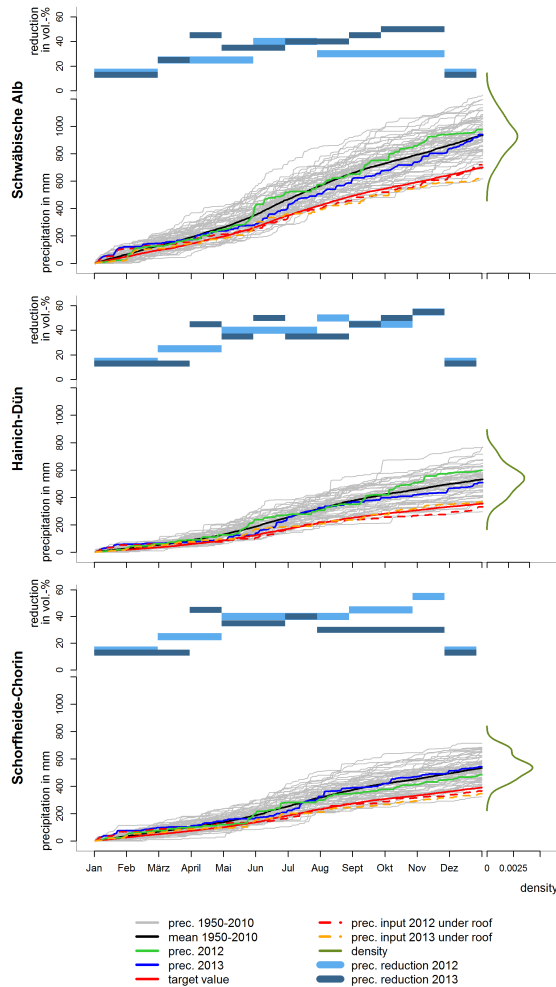 Schwäbische Alb
reduction
in vol.-%
0 20 40 60
precipitation in mm
0 200 400 600 800 1000
Hainich-Dün
reduction
in vol.-%
0 20 40 60
precipitation in mm
0 200 400 600 800 1000
Schorfheide-Chorin
reduction
in vol.-%
0 20 40 60
precipitation in mm
0 200 400 600 800 1000
Jan Feb März April Mai Jun Jul Aug Sept Okt Nov Dez 0 0.0025
density
prec. 1950-2010
mean 1950-2010
prec. 2012
prec. 2013
target value
prec. input 2012 under roof
prec. input 2013 under roof
density
prec. reduction 2012
prec. reduction 2013